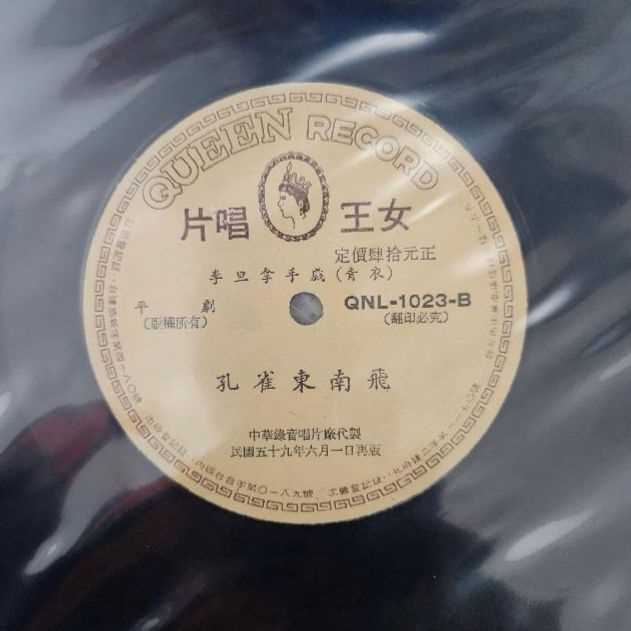 QUEEN RECORD
女王唱片
定價肆拾元正
李旦拿手戲(青衣)
平劇
(版權所有)
QNL-1023-B
(翻印必究)
孔雀東南飛
中華錄音唱片廠代製
民國五十九年六月一日再版